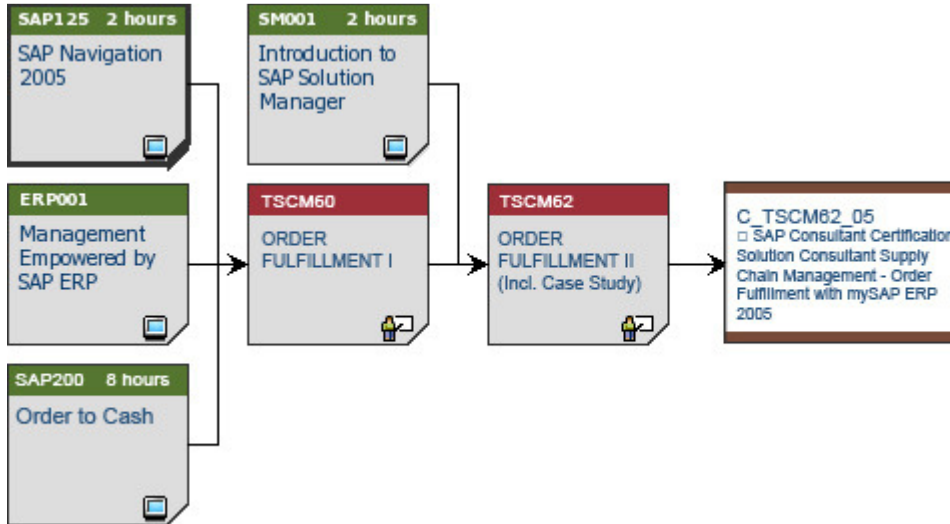 SAP125 2 hours
SAP Navigation
2005
SM001 2 hours
Introduction to
SAP Solution
Manager
ERP001
Management
Empowered by
SAP ERP
TSCM60
ORDER
FULFILLMENT I
TSCM62
ORDER
FULFILLMENT II
(Incl. Case Study)
C_TSCM62_05
□ SAP Consultant Certification
Solution Consultant Supply
Chain Management - Order
Fulfillment with mySAP ERP
2005
SAP200 8 hours
Order to Cash